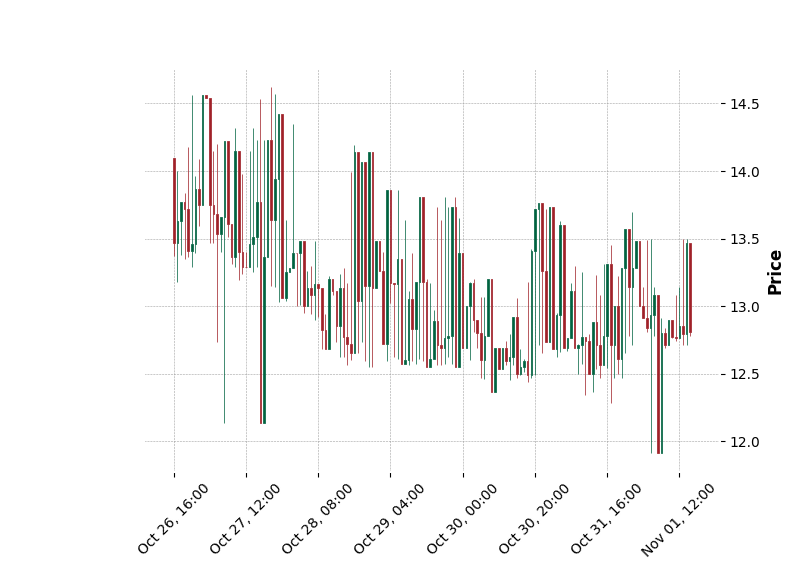 14.5
14.0
13.5
13.0
12.5
12.0
Price
Oct 26, 16:00
Oct 27, 12:00
Oct 28, 08:00
Oct 29, 04:00
Oct 30, 00:00
Oct 30, 20:00
Oct 31, 16:00
Nov 01, 12:00